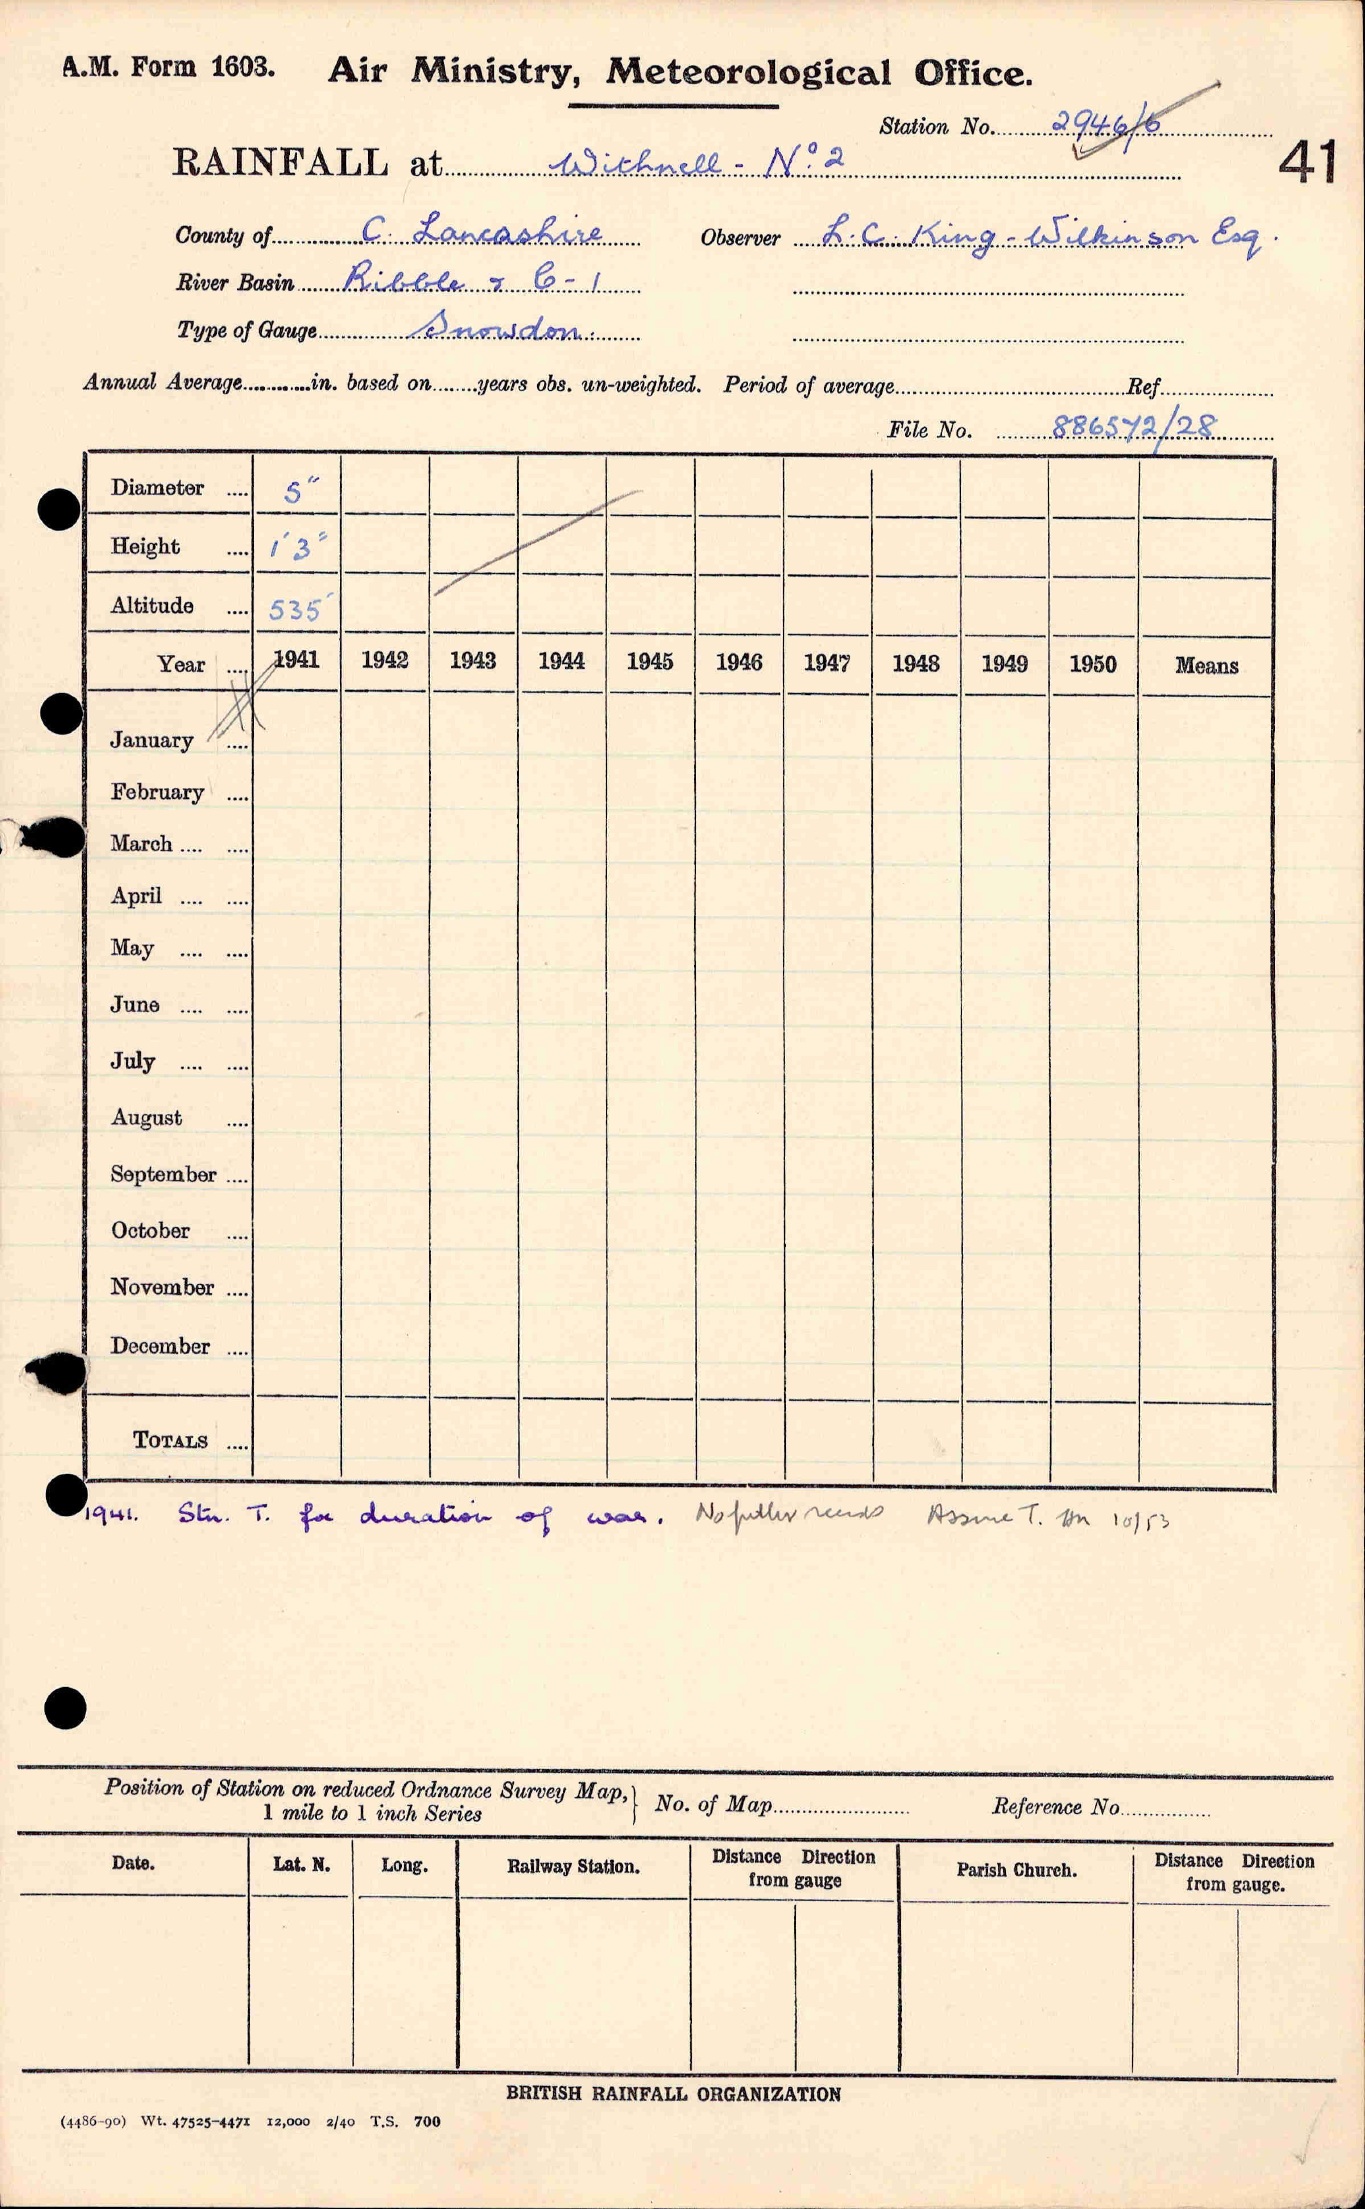 A.M. Form 1603. Air Ministry, Meteorological Office.
Station No. 2946/6
41
RAINFALL at Withnell - No. 2
County of C. Lancashire Observer L. C. King-Wilkinson Esq.
River Basin Ribble & C-1
Type of Gauge Snowdon.
Annual Average in. based on years obs. un-weighted. Period of average Ref.
File No. 886572/28
Diameter 5"
Height 1' 3"
Altitude 535'
Year 1941 1942 1943 1944 1945 1946 1947 1948 1949 1950 Means
January
February
March
April
May
June
July
August
September
October
November
December
TOTALS
1941. Stn. T. for duration of war. No further records Assume T. 10/53
Position of Station on reduced Ordnance Survey Map, } No. of Map Reference No.
1 mile to 1 inch Series
Date. Lat. N. Long. Railway Station. Distance Direction from gauge Parish Church. Distance Direction from gauge.
BRITISH RAINFALL ORGANIZATION
(4486-90) Wt. 47525-4471 12,000 2/40 T.S. 700